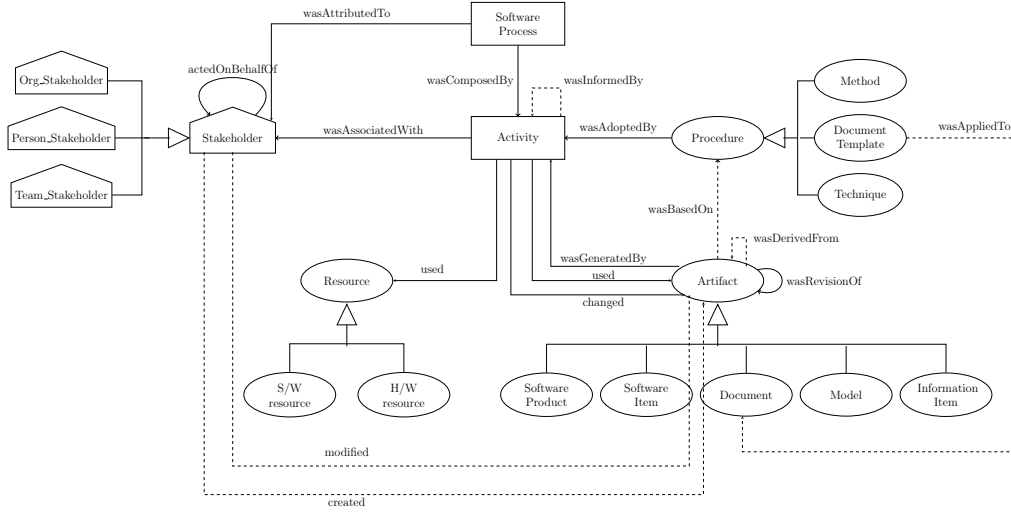 wasAttributedTo
Software
Process
Org_Stakeholder
actedOnBehalfOf
wasComposedBy
wasInformedBy
Method
Person_Stakeholder
Stakeholder
wasAssociatedWith
Activity
wasAdoptedBy
Procedure
Document
Template
wasAppliedTo
Team_Stakeholder
Technique
wasBasedOn
wasDerivedFrom
wasGeneratedBy
Resource
used
used
Artifact
wasRevisionOf
changed
S/W
resource
H/W
resource
Software
Product
Software
Item
Document
Model
Information
Item
modified
created